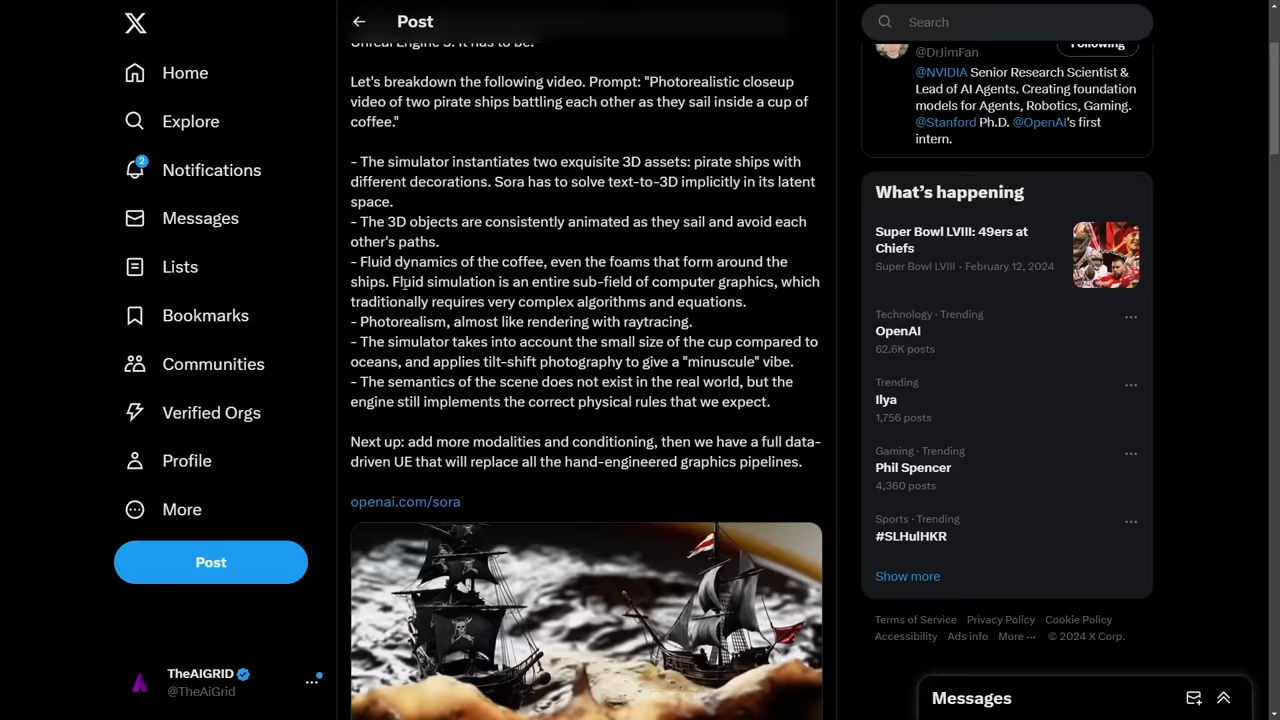 Home
Explore
2
Notifications
Messages
Lists
Bookmarks
Communities
Verified Orgs
Profile
More
Post
TheAIGRID
@TheAiGrid
Post
Unreal Engine 5. It has to be.
Let's breakdown the following video. Prompt: "Photorealistic closeup
video of two pirate ships battling each other as they sail inside a cup of
coffee."
- The simulator instantiates two exquisite 3D assets: pirate ships with
different decorations. Sora has to solve text-to-3D implicitly in its latent
space.
- The 3D objects are consistently animated as they sail and avoid each
other's paths.
- Fluid dynamics of the coffee, even the foams that form around the
ships. Fluid simulation is an entire sub-field of computer graphics, which
traditionally requires very complex algorithms and equations.
- Photorealism, almost like rendering with raytracing.
- The simulator takes into account the small size of the cup compared to
oceans, and applies tilt-shift photography to give a "minuscule" vibe.
- The semantics of the scene does not exist in the real world, but the
engine still implements the correct physical rules that we expect.
Next up: add more modalities and conditioning, then we have a full data-
driven UE that will replace all the hand-engineered graphics pipelines.
openai.com/sora
Search
@DrJimFan
Following
@NVIDIA Senior Research Scientist &
Lead of AI Agents. Creating foundation
models for Agents, Robotics, Gaming.
@Stanford Ph.D. @OpenAI's first
intern.
What's happening
Super Bowl LVIII: 49ers at
Chiefs
Super Bowl LVIII · February 12, 2024
Technology · Trending
OpenAI
62.6K posts
Trending
Ilya
1,756 posts
Gaming · Trending
Phil Spencer
4,360 posts
Sports · Trending
#SLHulHKR
Show more
Terms of Service Privacy Policy Cookie Policy
Accessibility Ads info More ··· © 2024 X Corp.
Messages